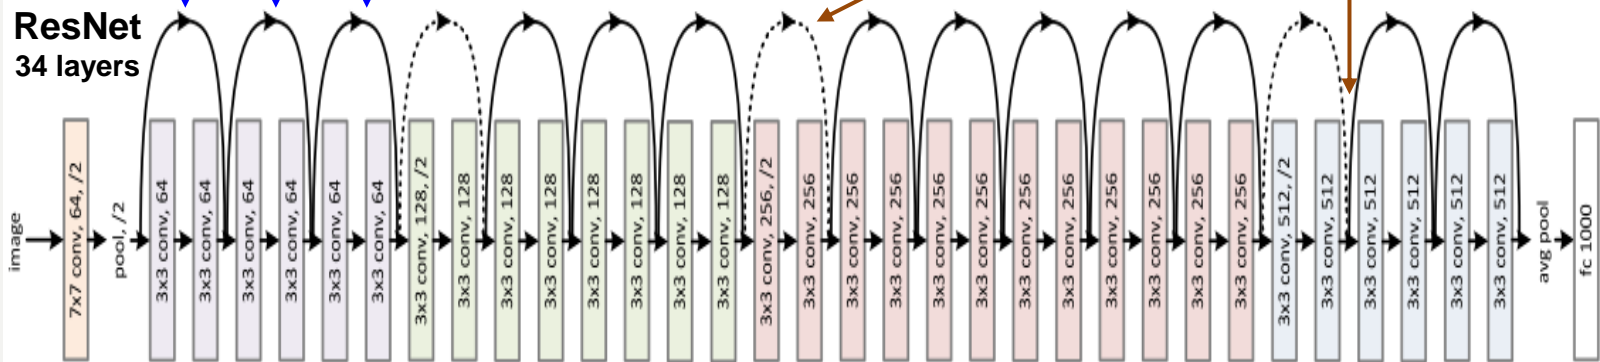 ResNet
34 layers
image
7x7 conv, 64, /2
pool, /2
3x3 conv, 64
3x3 conv, 64
3x3 conv, 64
3x3 conv, 64
3x3 conv, 64
3x3 conv, 64
3x3 conv, 128, /2
3x3 conv, 128
3x3 conv, 128
3x3 conv, 128
3x3 conv, 128
3x3 conv, 128
3x3 conv, 128
3x3 conv, 128
3x3 conv, 256, /2
3x3 conv, 256
3x3 conv, 256
3x3 conv, 256
3x3 conv, 256
3x3 conv, 256
3x3 conv, 256
3x3 conv, 256
3x3 conv, 256
3x3 conv, 256
3x3 conv, 256
3x3 conv, 256
3x3 conv, 512, /2
3x3 conv, 512
3x3 conv, 512
3x3 conv, 512
3x3 conv, 512
3x3 conv, 512
avg pool
fc 1000